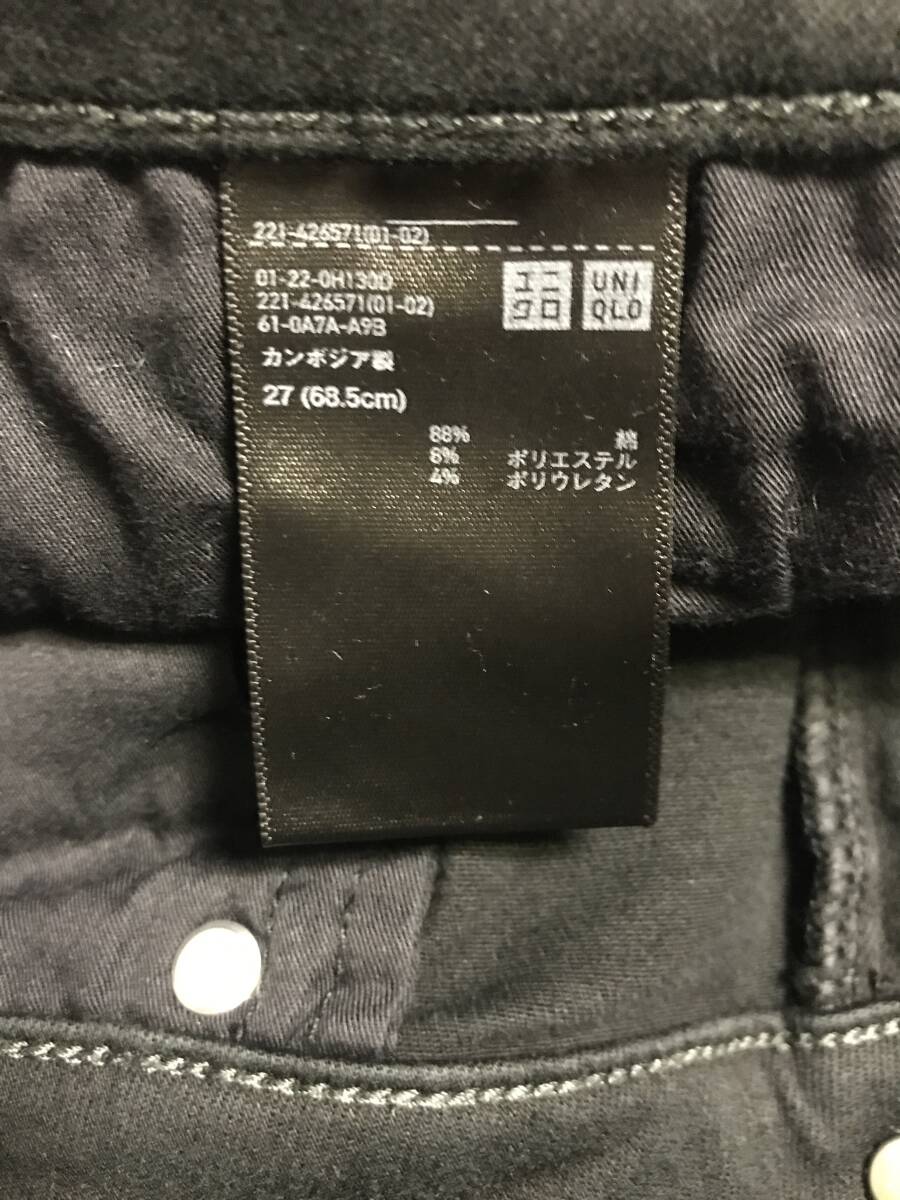 221-426571(01-02)
01-22-0H130D
221-426571(01-02)
61-0A7A-A9B
カンボジア製
27 (68.5cm)
ユニ
クロ
UNI
QLO
88% 綿
8% ポリエステル
4% ポリウレタン